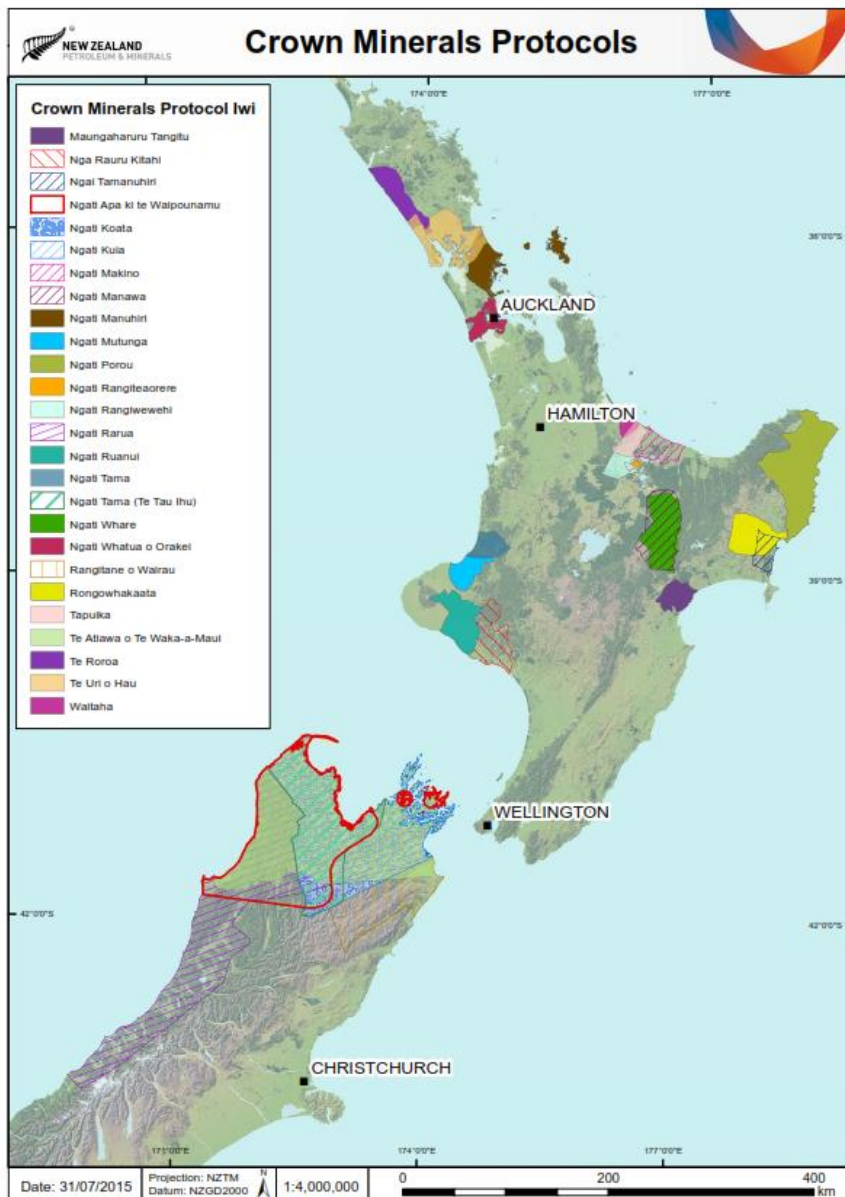 NEW ZEALAND
PETROLEUM & MINERALS
Crown Minerals Protocols
174°0'0"E
177°0'0"E
Crown Minerals Protocol Iwi
Maungaharuru Tangitu
Nga Rauru Kitahi
Ngai Tamanuhiri
Ngati Apa ki te Waipounamu
Ngati Koata
Ngati Kuia
Ngati Makino
Ngati Manawa
Ngati Manuhiri
Ngati Mutunga
Ngati Porou
Ngati Rangiteaorere
Ngati Rangiwewehi
Ngati Rarua
Ngati Ruanui
Ngati Tama
Ngati Tama (Te Tau Ihu)
Ngati Whare
Ngati Whatua o Orakei
Rangitane o Wairau
Rongowhakaata
Tapuika
Te Atiawa o Te Waka-a-Maui
Te Roroa
Te Uri o Hau
Waitaha
36°0'0"S
AUCKLAND
HAMILTON
39°0'0"S
WELLINGTON
42°0'0"S
42°0'0"S
CHRISTCHURCH
171°0'0"E
174°0'0"E
177°0'0"E
Date: 31/07/2015
Projection: NZTM
Datum: NZGD2000
N
1:4,000,000
0 200 400
km